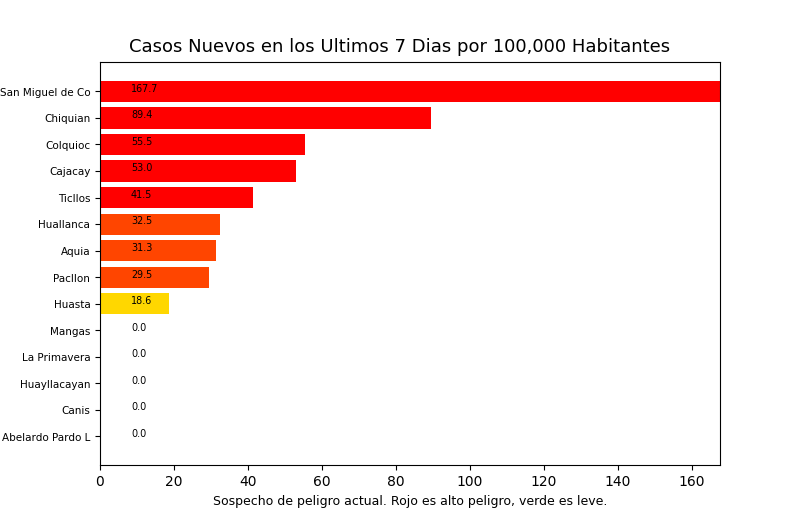 Casos Nuevos en los Ultimos 7 Dias por 100,000 Habitantes
San Miguel de Co 167.7
Chiquian 89.4
Colquioc 55.5
Cajacay 53.0
Ticllos 41.5
Huallanca 32.5
Aquia 31.3
Pacllon 29.5
Huasta 18.6
Mangas 0.0
La Primavera 0.0
Huayllacayan 0.0
Canis 0.0
Abelardo Pardo L 0.0
0 20 40 60 80 100 120 140 160
Sospecho de peligro actual. Rojo es alto peligro, verde es leve.